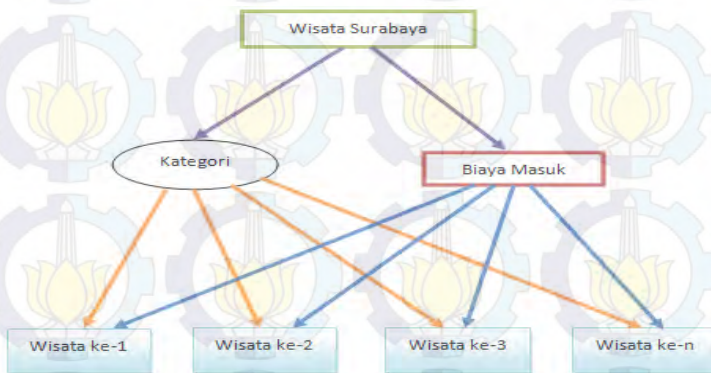 Wisata Surabaya
Kategori
Biaya Masuk
Wisata ke-1
Wisata ke-2
Wisata ke-3
Wisata ke-n